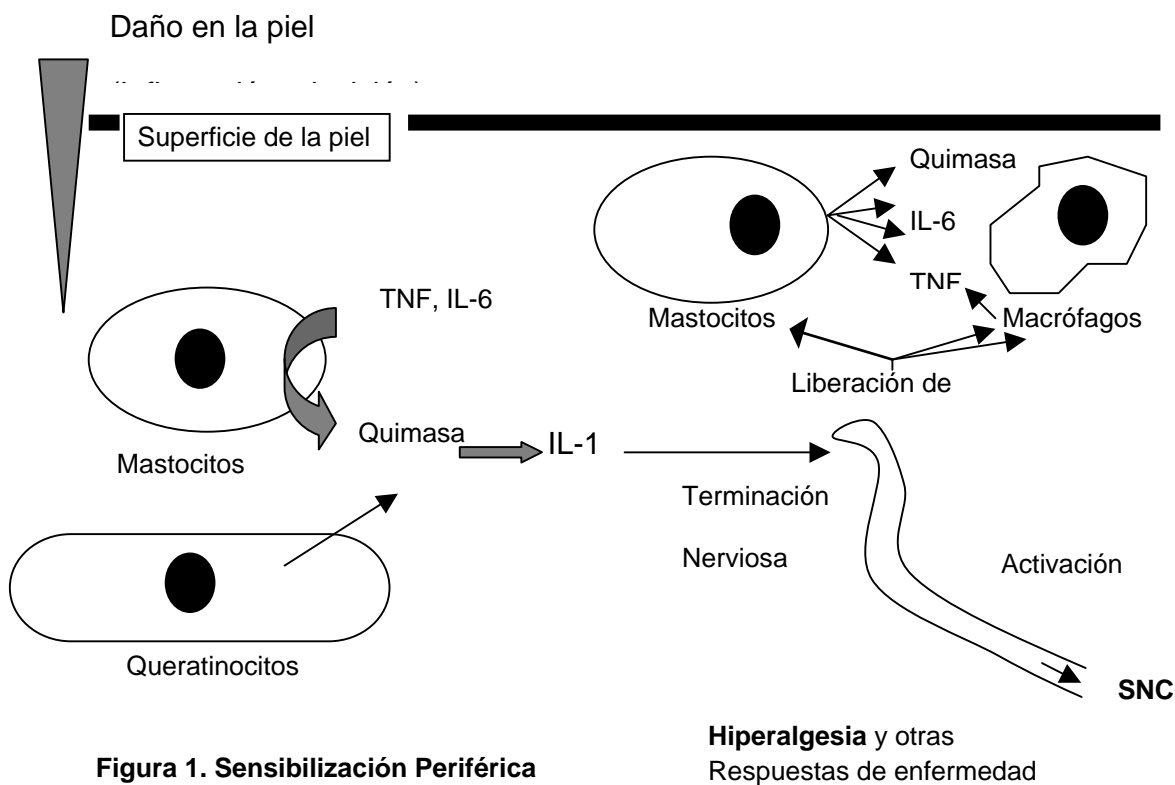 Daño en la piel
Superficie de la piel
Quimasa
IL-6
TNF
Mastocitos
Macrófagos
Liberación de
TNF, IL-6
Quimasa
IL-1
Mastocitos
Terminación
Nerviosa
Activación
Queratinocitos
SNC
Hiperalgesia y otras
Respuestas de enfermedad
Figura 1. Sensibilización Periférica